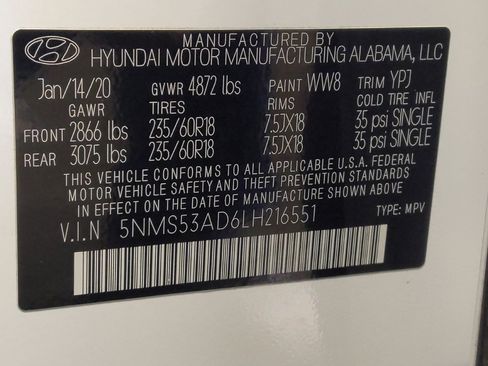 MANUFACTURED BY
HYUNDAI MOTOR MANUFACTURING ALABAMA, LLC
Jan/14/20 GVWR 4872 lbs PAINT WW8 TRIM YPJ
GAWR TIRES RIMS COLD TIRE INFL
FRONT 2866 lbs 235/60R18 7.5JX18 35 psi SINGLE
REAR 3075 lbs 235/60R18 7.5JX18 35 psi SINGLE
THIS VEHICLE CONFORMS TO ALL APPLICABLE U.S.A. FEDERAL
MOTOR VEHICLE SAFETY AND THEFT PREVENTION STANDARDS
IN EFFECT ON THE DATE OF MANUFACTURE SHOWN ABOVE.
V.I.N 5NMS53AD6LH216551 TYPE: MPV